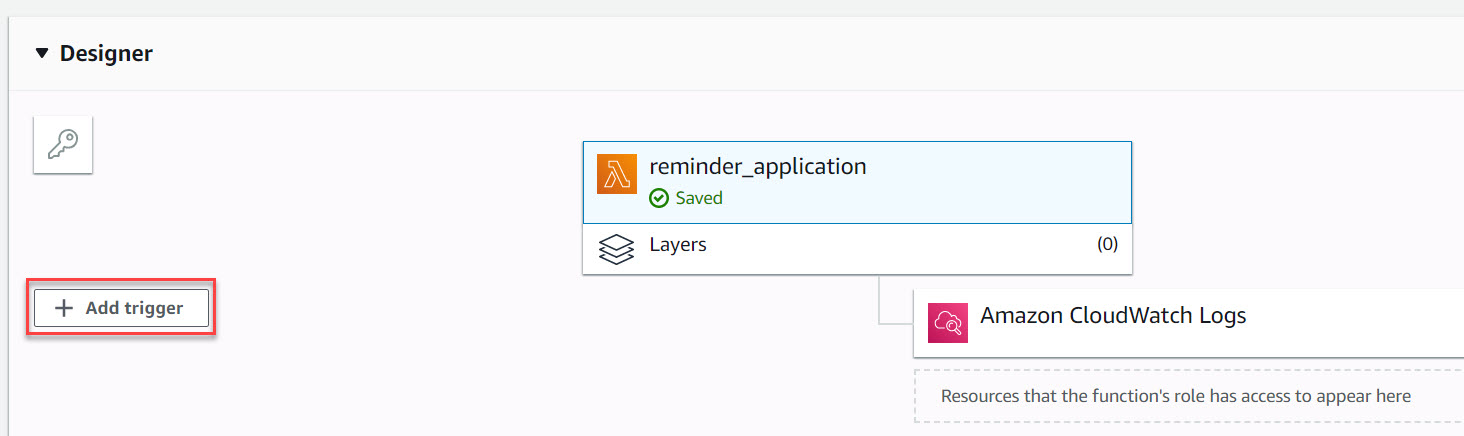 Designer
reminder_application
Saved
Layers
(0)
Add trigger
Amazon CloudWatch Logs
Resources that the function's role has access to appear here